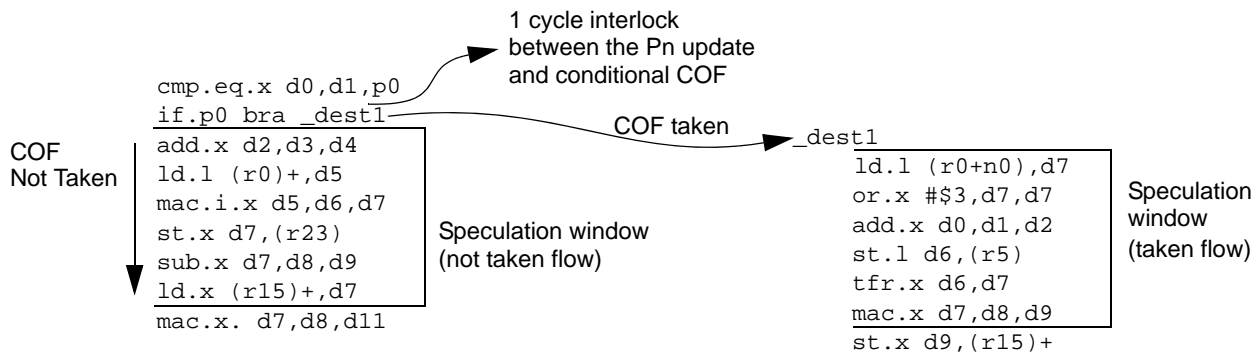 1 cycle interlock
between the Pn update
and conditional COF
cmp.eq.x d0,d1,p0
if.p0 bra _dest1
COF taken
COF
Not Taken
add.x d2,d3,d4
ld.l (r0)+,d5
mac.i.x d5,d6,d7
st.x d7,(r23)
sub.x d7,d8,d9
ld.x (r15)+,d7
mac.x. d7,d8,d11
Speculation window
(not taken flow)
_dest1
ld.l (r0+n0),d7
or.x #$3,d7,d7
add.x d0,d1,d2
st.l d6,(r5)
tfr.x d6,d7
mac.x d7,d8,d9
st.x d9,(r15)+
Speculation
window
(taken flow)